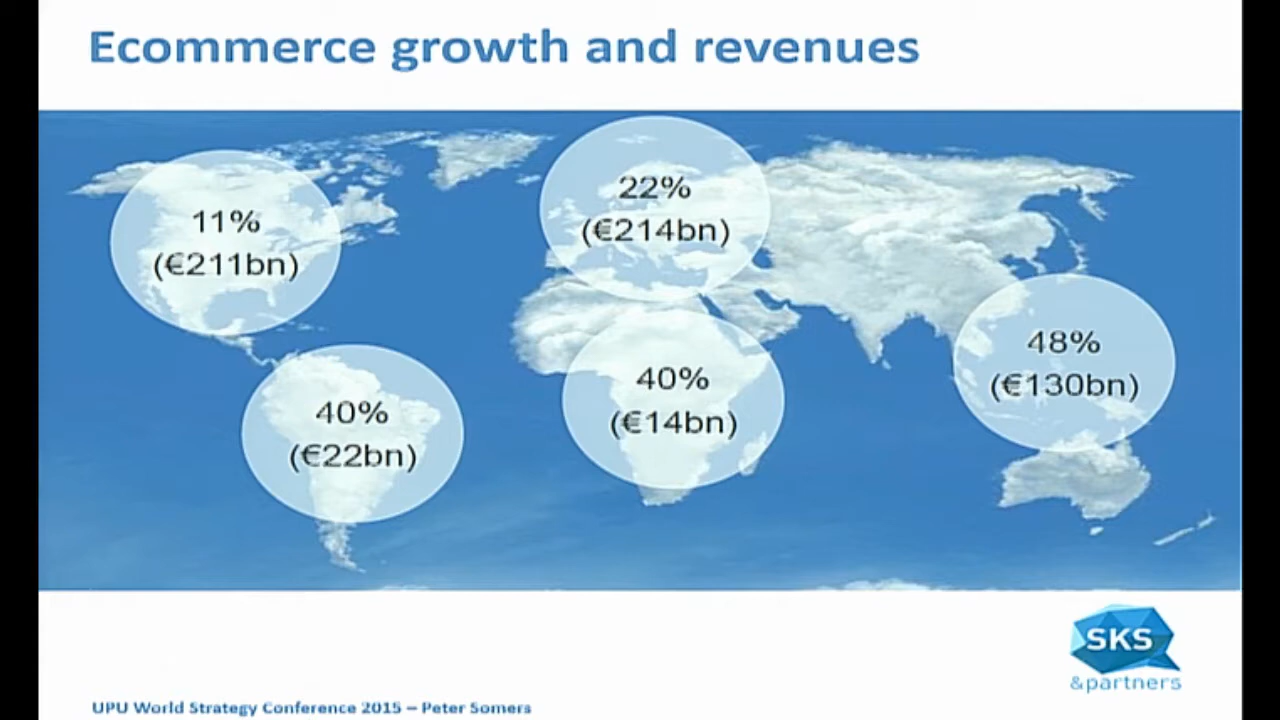 Ecommerce growth and revenues
11%
(€211bn)
22%
(€214bn)
40%
(€22bn)
40%
(€14bn)
48%
(€130bn)
SKS
&partners
UPU World Strategy Conference 2015 – Peter Somers